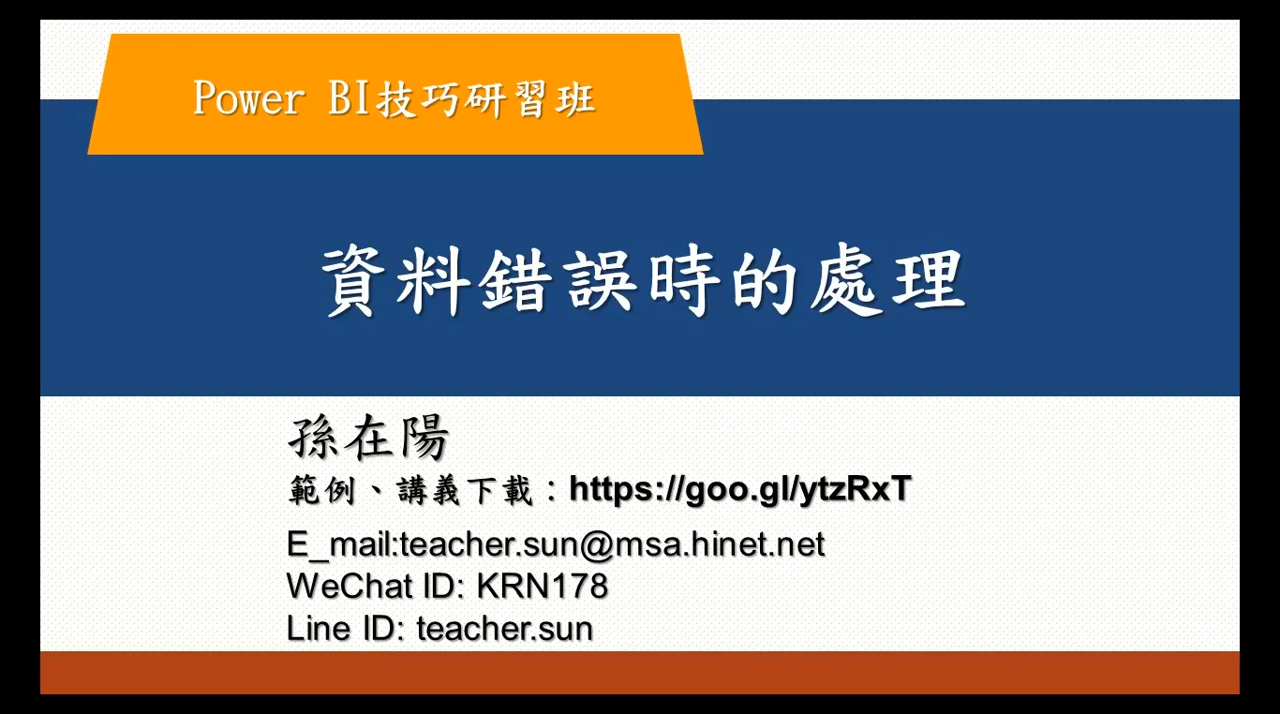 Power BI技巧研習班
資料錯誤時的處理
孫在陽
範例、講義下載：https://goo.gl/ytzRxT
E_mail:teacher.sun@msa.hinet.net
WeChat ID: KRN178
Line ID: teacher.sun